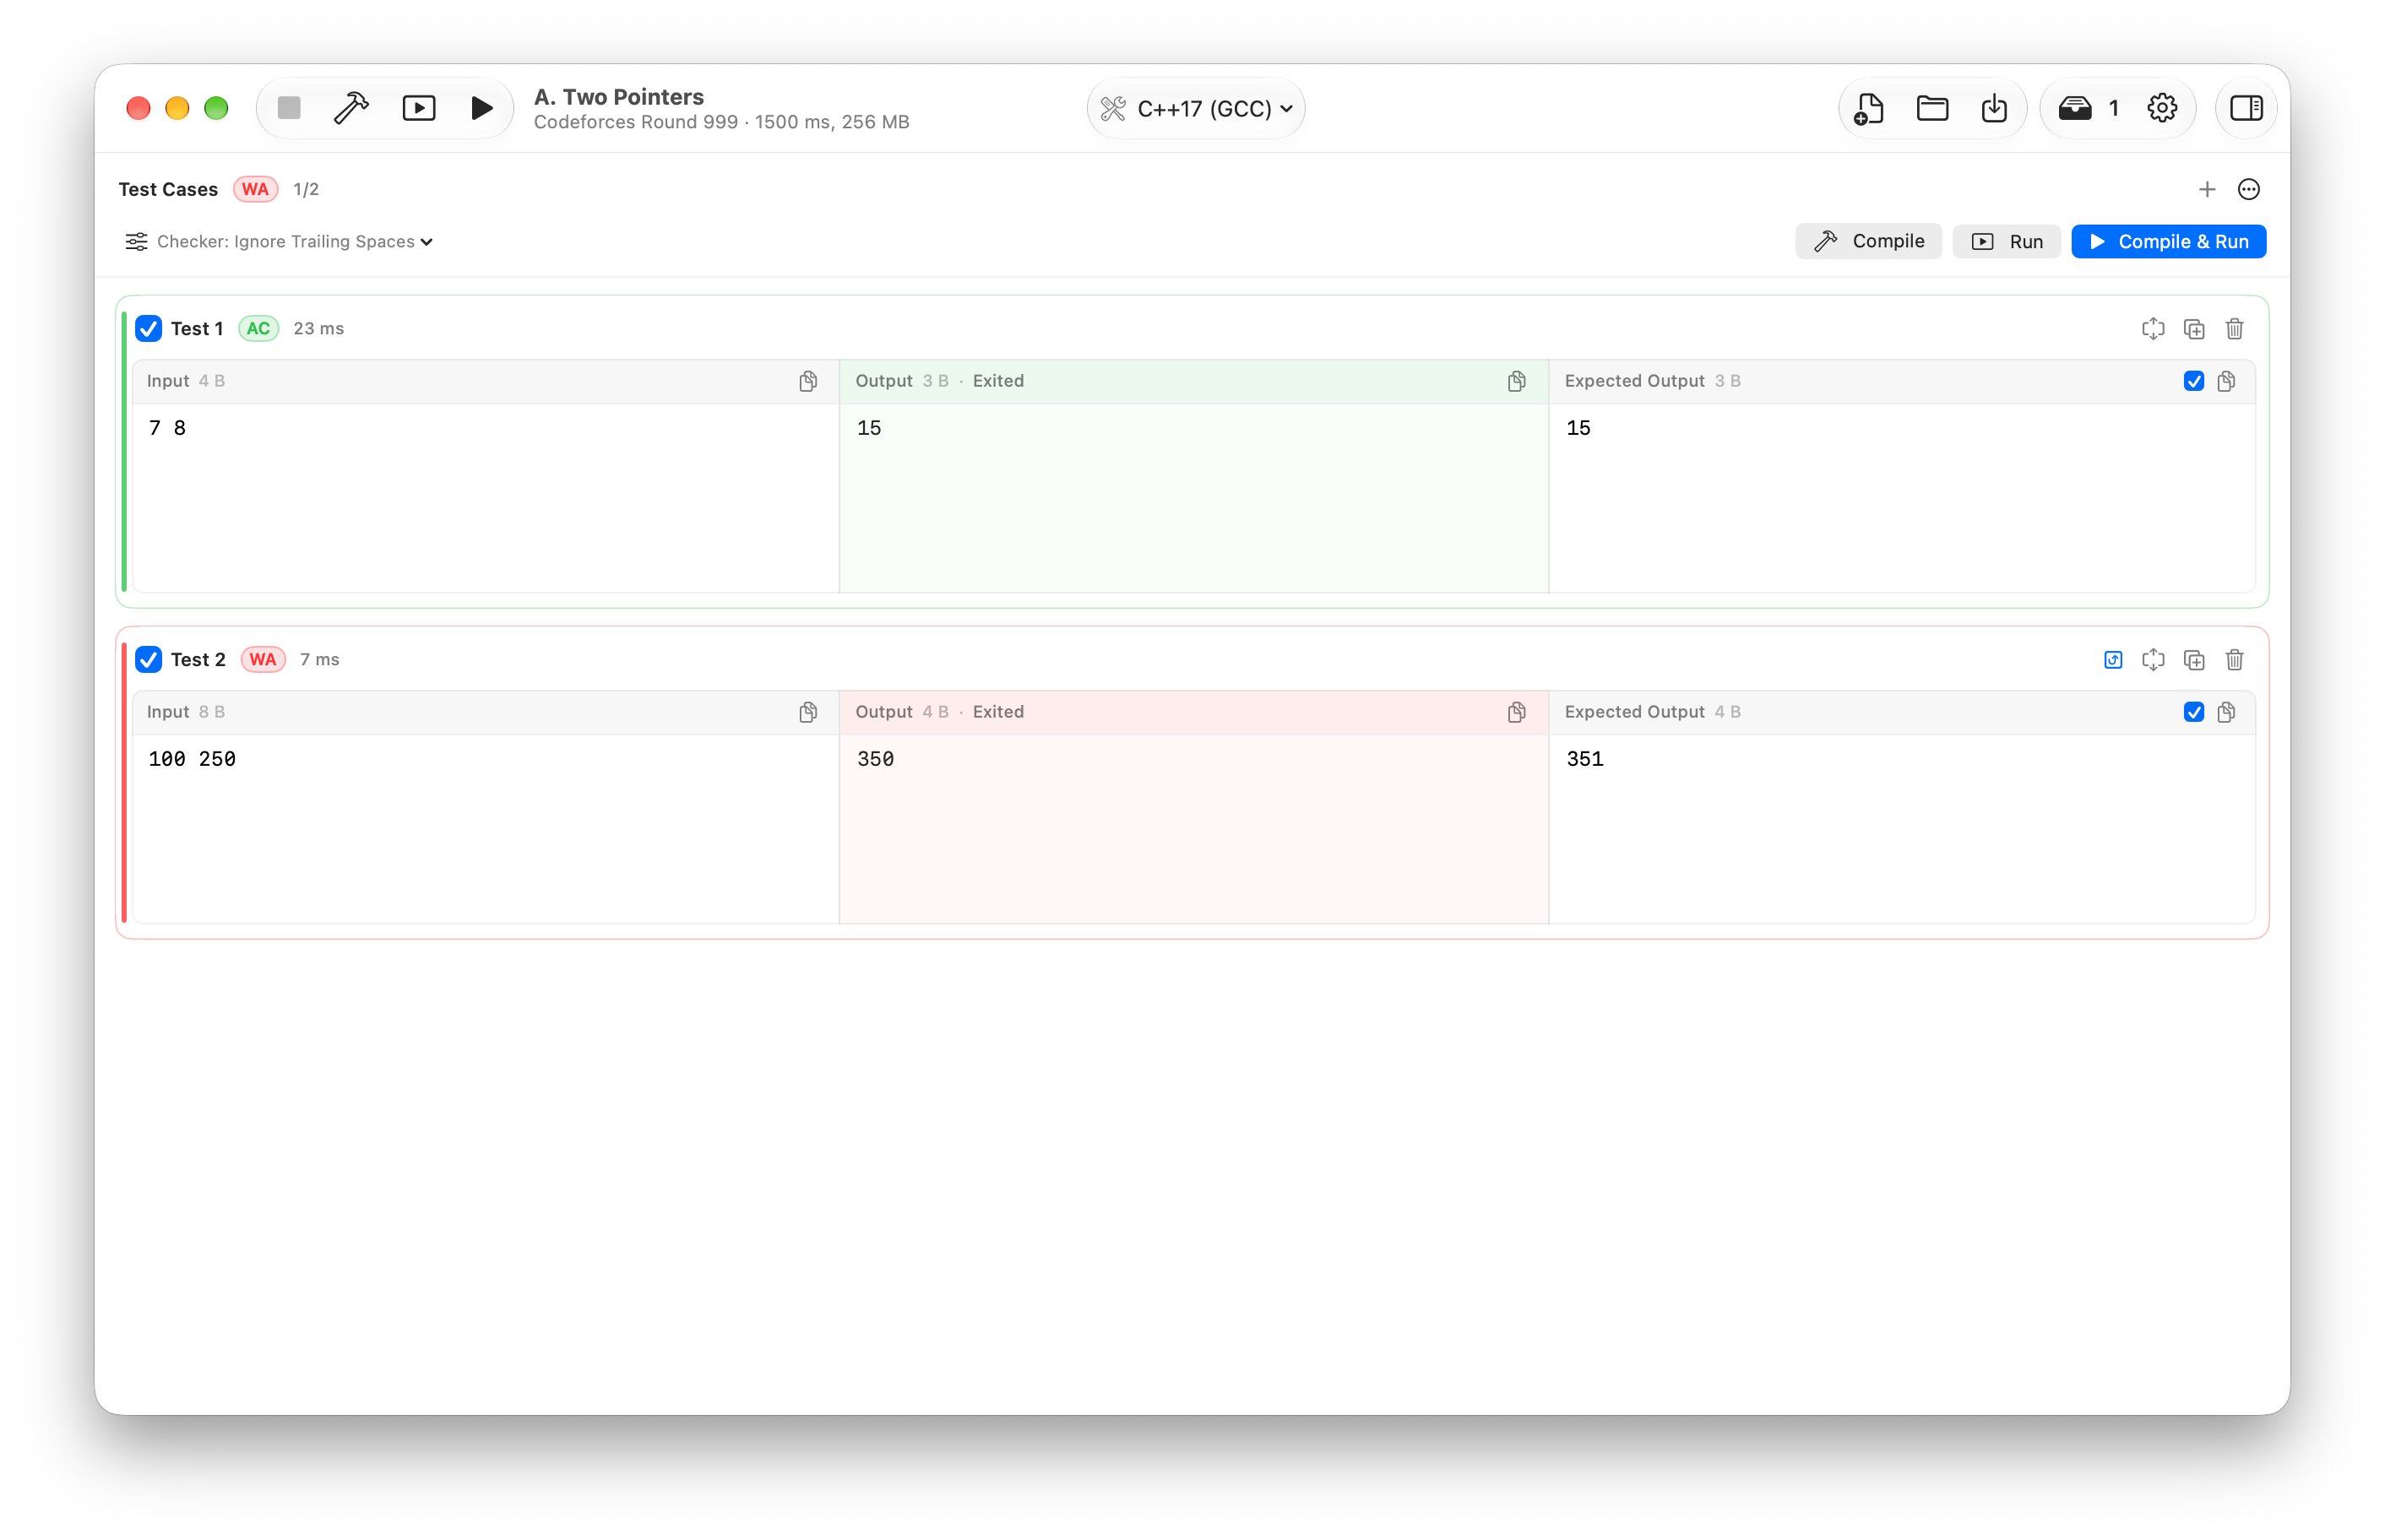 A. Two Pointers
Codeforces Round 999 · 1500 ms, 256 MB
C++17 (GCC)
1
Test Cases WA 1/2
Checker: Ignore Trailing Spaces
Compile
Run
Compile & Run
Test 1 AC 23 ms
Input 4 B
Output 3 B · Exited
Expected Output 3 B
7 8
15
15
Test 2 WA 7 ms
Input 8 B
Output 4 B · Exited
Expected Output 4 B
100 250
350
351